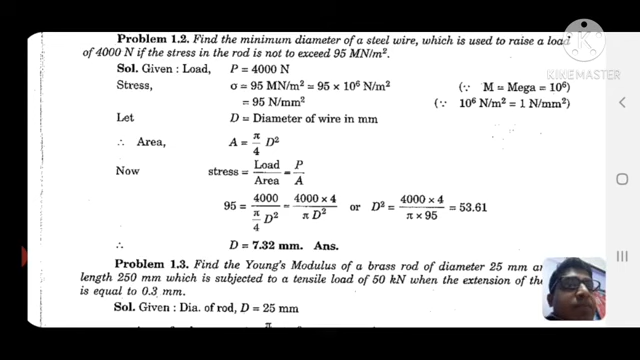 Problem 1.2. Find the minimum diameter of a steel wire, which is used to raise a load
of 4000 N if the stress in the rod is not to exceed 95 MN/m².
KINEMASTER
Sol. Given : Load, P = 4000 N
Stress, σ = 95 MN/m² = 95 × 10⁶ N/m² (∵ M = Mega = 10⁶)
= 95 N/mm² (∵ 10⁶ N/m² = 1 N/mm²)
Let D = Diameter of wire in mm
∴ Area, A = π/4 D²
Now stress = Load/Area = P/A
95 = 4000/(π/4 D²) = 4000 × 4/π D² or D² = 4000 × 4/π × 95 = 53.61
∴ D = 7.32 mm. Ans.
Problem 1.3. Find the Young's Modulus of a brass rod of diameter 25 mm an
length 250 mm which is subjected to a tensile load of 50 kN when the extension of the
is equal to 0.3 mm.
Sol. Given : Dia. of rod, D = 25 mm